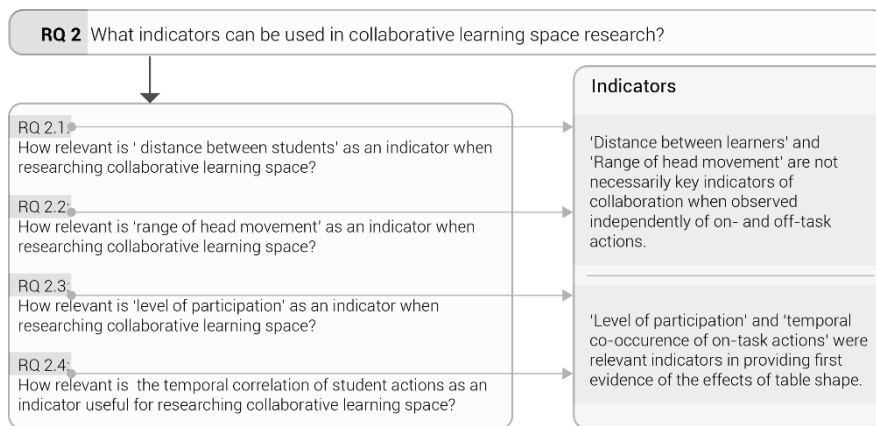 RQ 2 What indicators can be used in collaborative learning space research?
RQ 2.1:
How relevant is ' distance between students' as an indicator when
researching collaborative learning space?
RQ 2.2:
How relevant is 'range of head movement' as an indicator when
researching collaborative learning space?
RQ 2.3:
How relevant is 'level of participation' as an indicator when
researching collaborative learning space?
RQ 2.4:
How relevant is the temporal correlation of student actions as an
indicator useful for researching collaborative learning space?
Indicators
'Distance between learners' and
'Range of head movement' are not
necessarily key indicators of
collaboration when observed
independently of on- and off-task
actions.
'Level of participation' and 'temporal
co-occurence of on-task actions' were
relevant indicators in providing first
evidence of the effects of table shape.